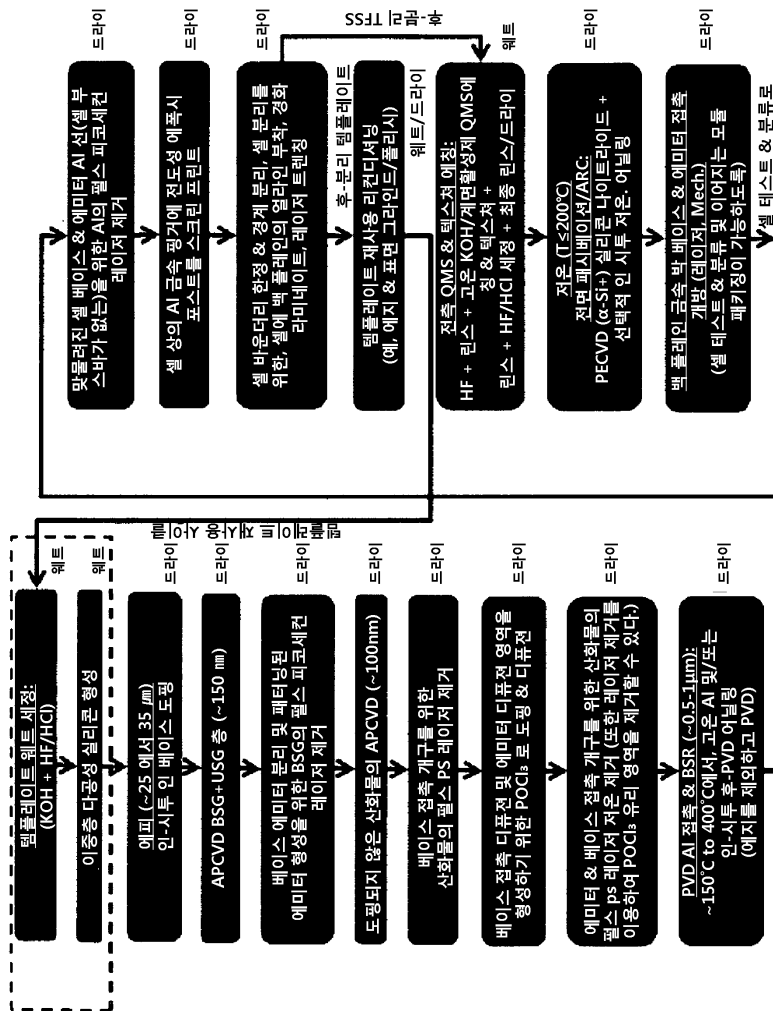 템플레이트 웨트 세정:
(KOH + HF/HCl)
웨트
이중층 다공성 실리콘 형성
웨트
에피 (~25 에서 35 ㎛)
인-시투 인 베이스 도핑
드라이
APCVD BSG+USG 층 (~150 ㎚)
드라이
베이스 에미터 분리 및 패터닝된
에미터 형성을 위한 BSG의 펄스 피코세컨
레이저 제거
드라이
도핑되지 않은 산화물의 APCVD (~100nm)
드라이
베이스 접촉 개구를 위한
산화물의 펄스 PS 레이저 제거
드라이
베이스 접촉 디퓨전 및 에미터 디퓨전 영역을
형성하기 위한 POCl₃ 로 도핑 & 디퓨전
드라이
에미터 & 베이스 접촉 개구를 위한 산화물의
펄스 ps 레이저 저온 제거 (또한 레이저 제거를
이용하여 POCl₃ 유리 영역을 제거할 수 있다.)
드라이
PVD Al 접촉 & BSR (~0.5-1μm):
~150˚C to 400˚C에서, 고온 Al 및/또는
인-시투 후-PVD 어닐링
(에지를 제외하고 PVD)
드라이
맞물려진 셀 베이스 & 에미터 Al 선(셀 부
스바가 없는)을 위한 Al의 펄스 피코세컨
레이저 제거
드라이
셀 상의 Al 금속 핑거에 전도성 에폭시
포스트를 스크린 프린트
드라이
셀 바운더리 한정 & 경계 분리, 셀 분리를
위한, 셀에 백 플레인의 얼라인 부착, 경화
라미네이트, 레이저 트렌칭
드라이
후-분리 템플레이트
후-분리 TFSS
템플레이트 재사용 리컨디셔닝
(예, 에지 & 표면 그라인드/폴리시)
웨트/드라이
템플레이트 재사용 사이클
전측 QMS & 텍스쳐 에칭:
HF + 린스 + 고온 KOH/계면활성제 QMS에
칭 & 텍스쳐 +
린스 + HF/HCl 세정 + 최종 린스/드라이
웨트
저온 (T≤200℃)
전면 패시베이션/ARC:
PECVD (α-Si+) 실리콘 나이트라이드 +
선택적 인 시투 저온. 어닐링
드라이
백 플레인 금속 박 베이스 & 에미터 접촉
개방 (레이저, Mech.)
(셀 테스트 & 분류 및 이어지는 모듈
패키징이 가능하도록)
드라이
셀 테스트 & 분류로